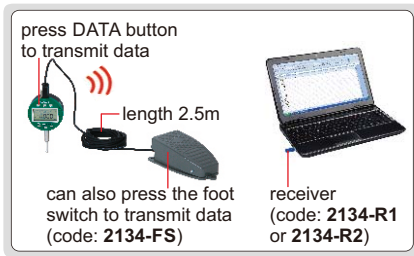 press DATA button
to transmit data
length 2.5m
can also press the foot
switch to transmit data
(code: 2134-FS)
receiver
(code: 2134-R1
or 2134-R2)